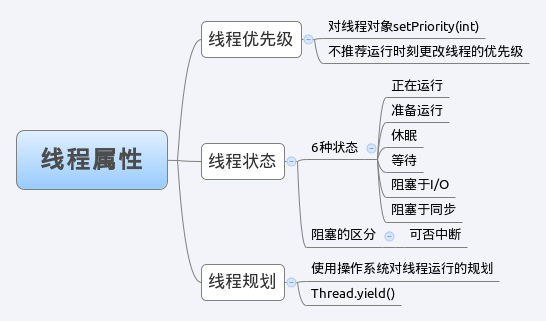 线程属性
线程优先级
对线程对象setPriority(int)
不推荐运行时刻更改线程的优先级
线程状态
6种状态
正在运行
准备运行
休眠
等待
阻塞于I/O
阻塞于同步
阻塞的区分
可否中断
线程规划
使用操作系统对线程运行的规划
Thread.yield()